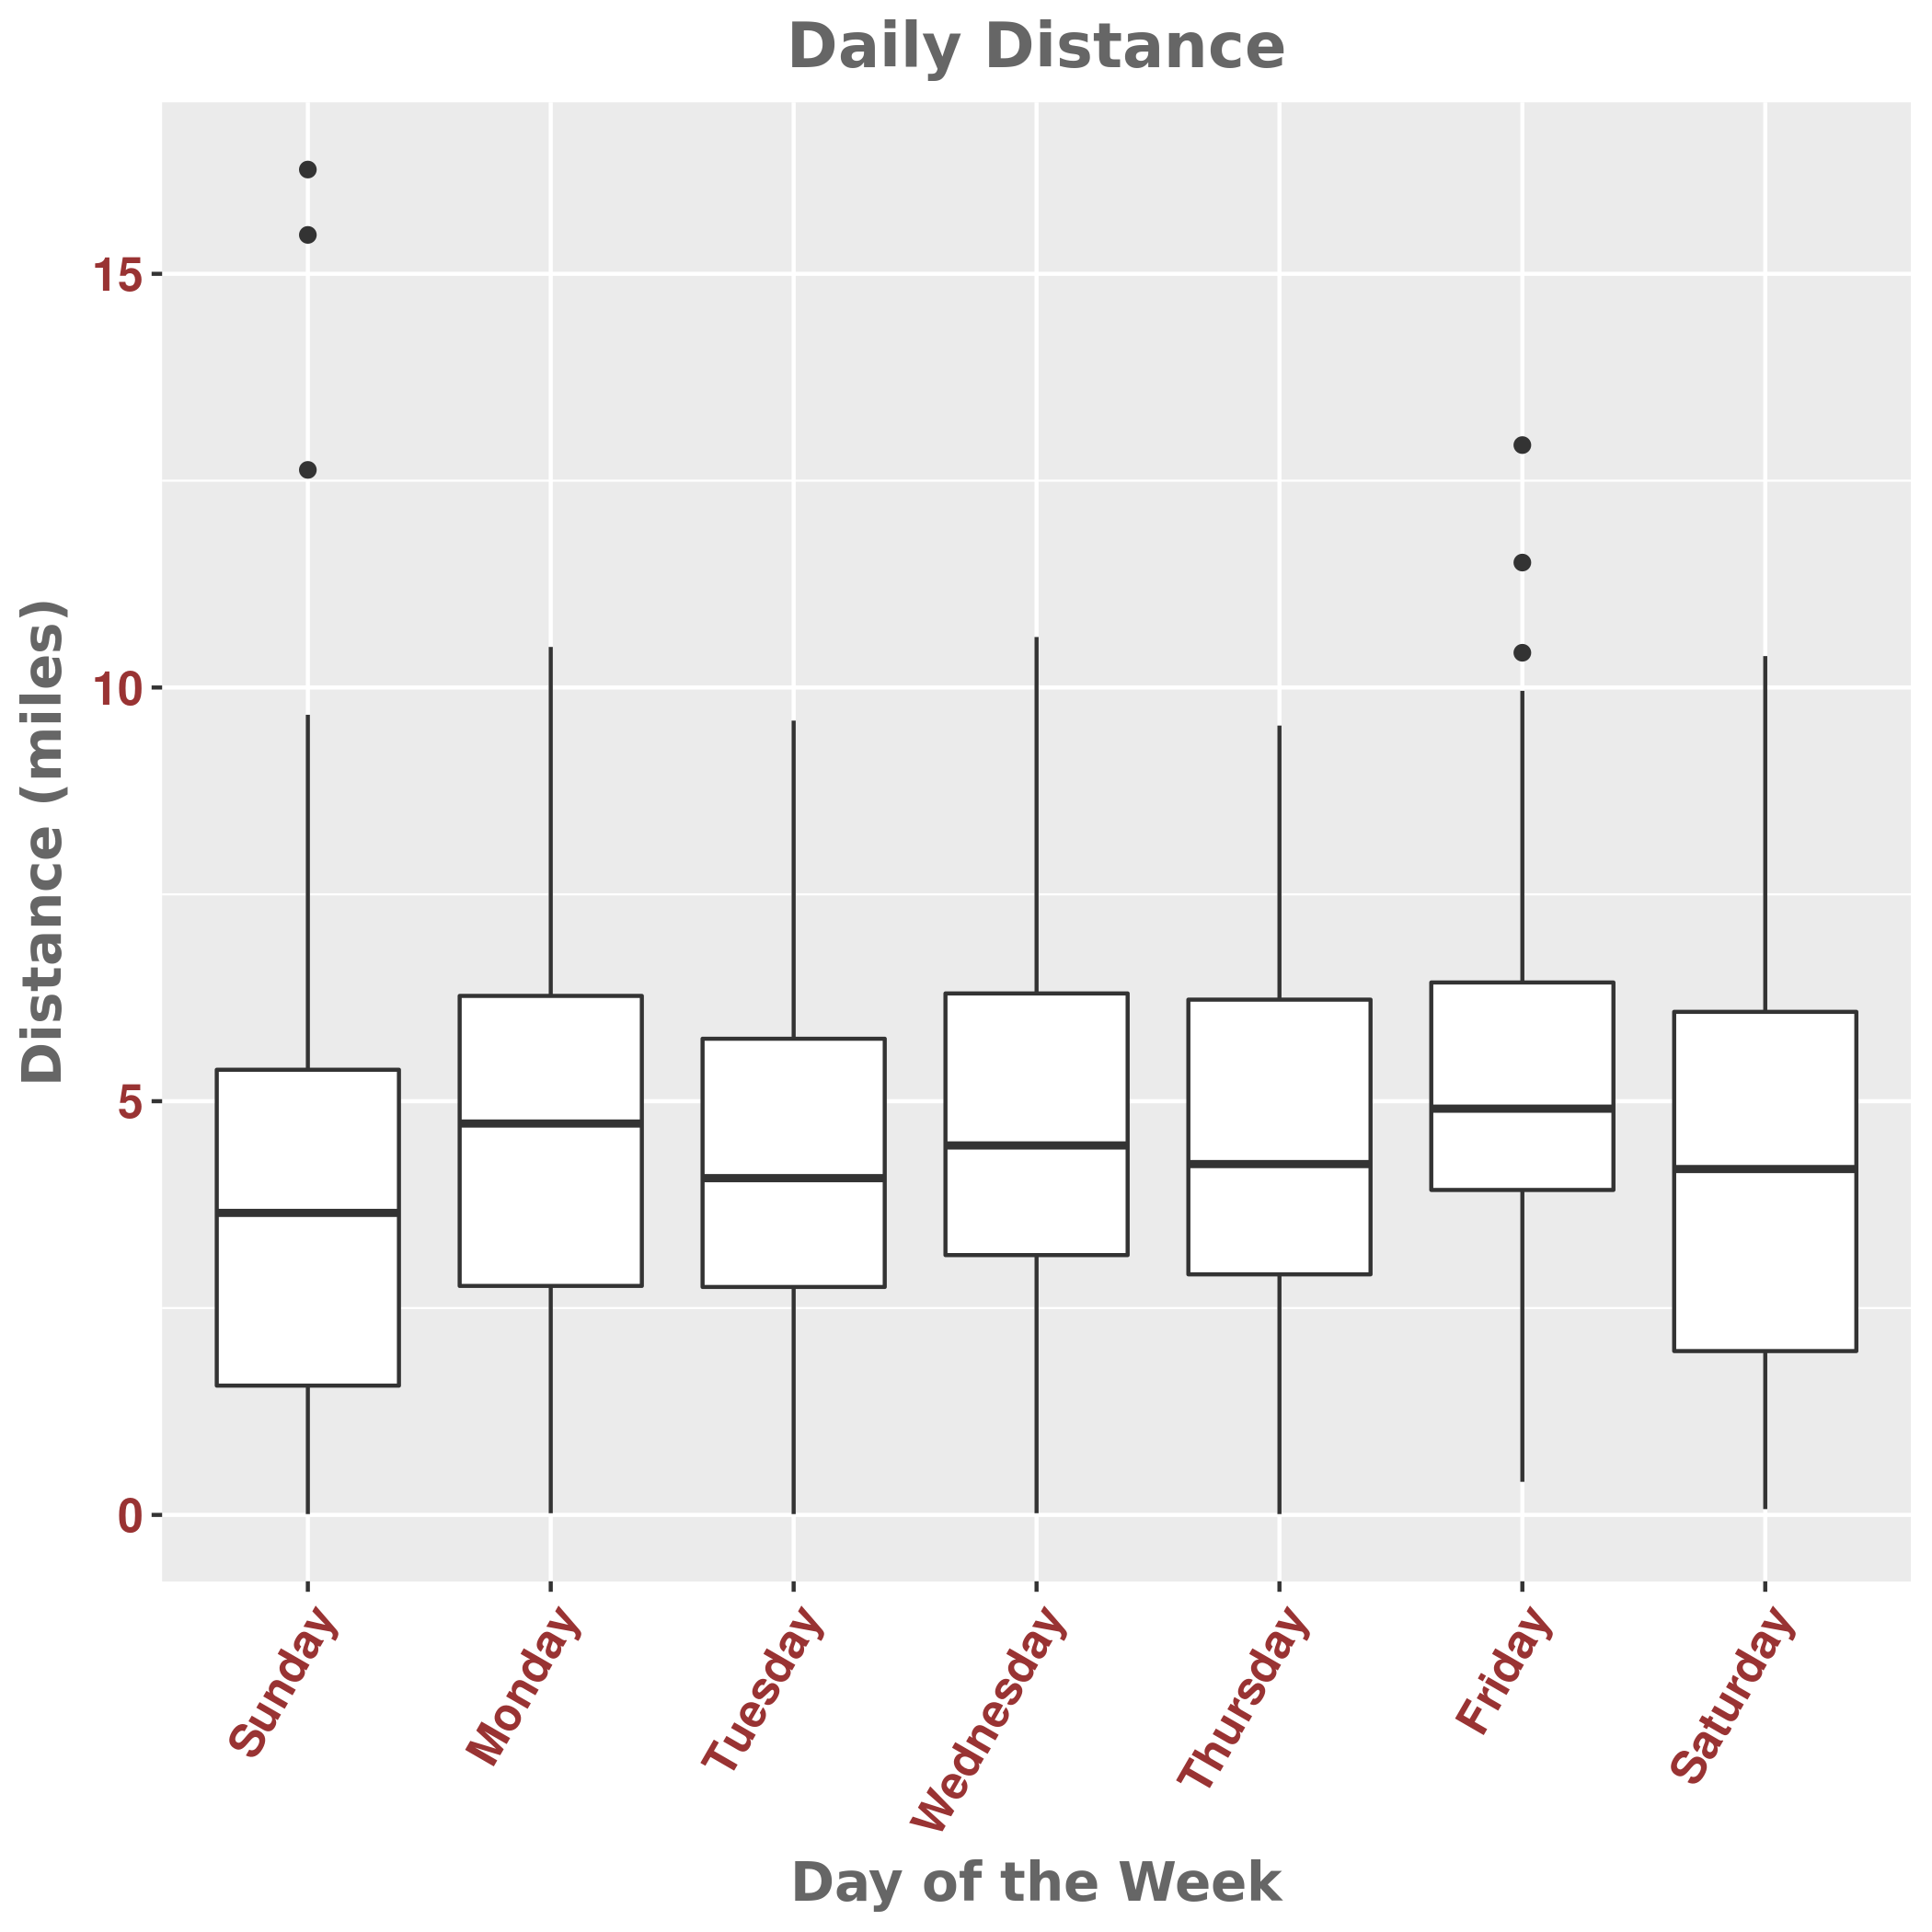 Daily Distance
Distance (miles)
15
10
5
0
Sunday
Monday
Tuesday
Wednesday
Thursday
Friday
Saturday
Day of the Week